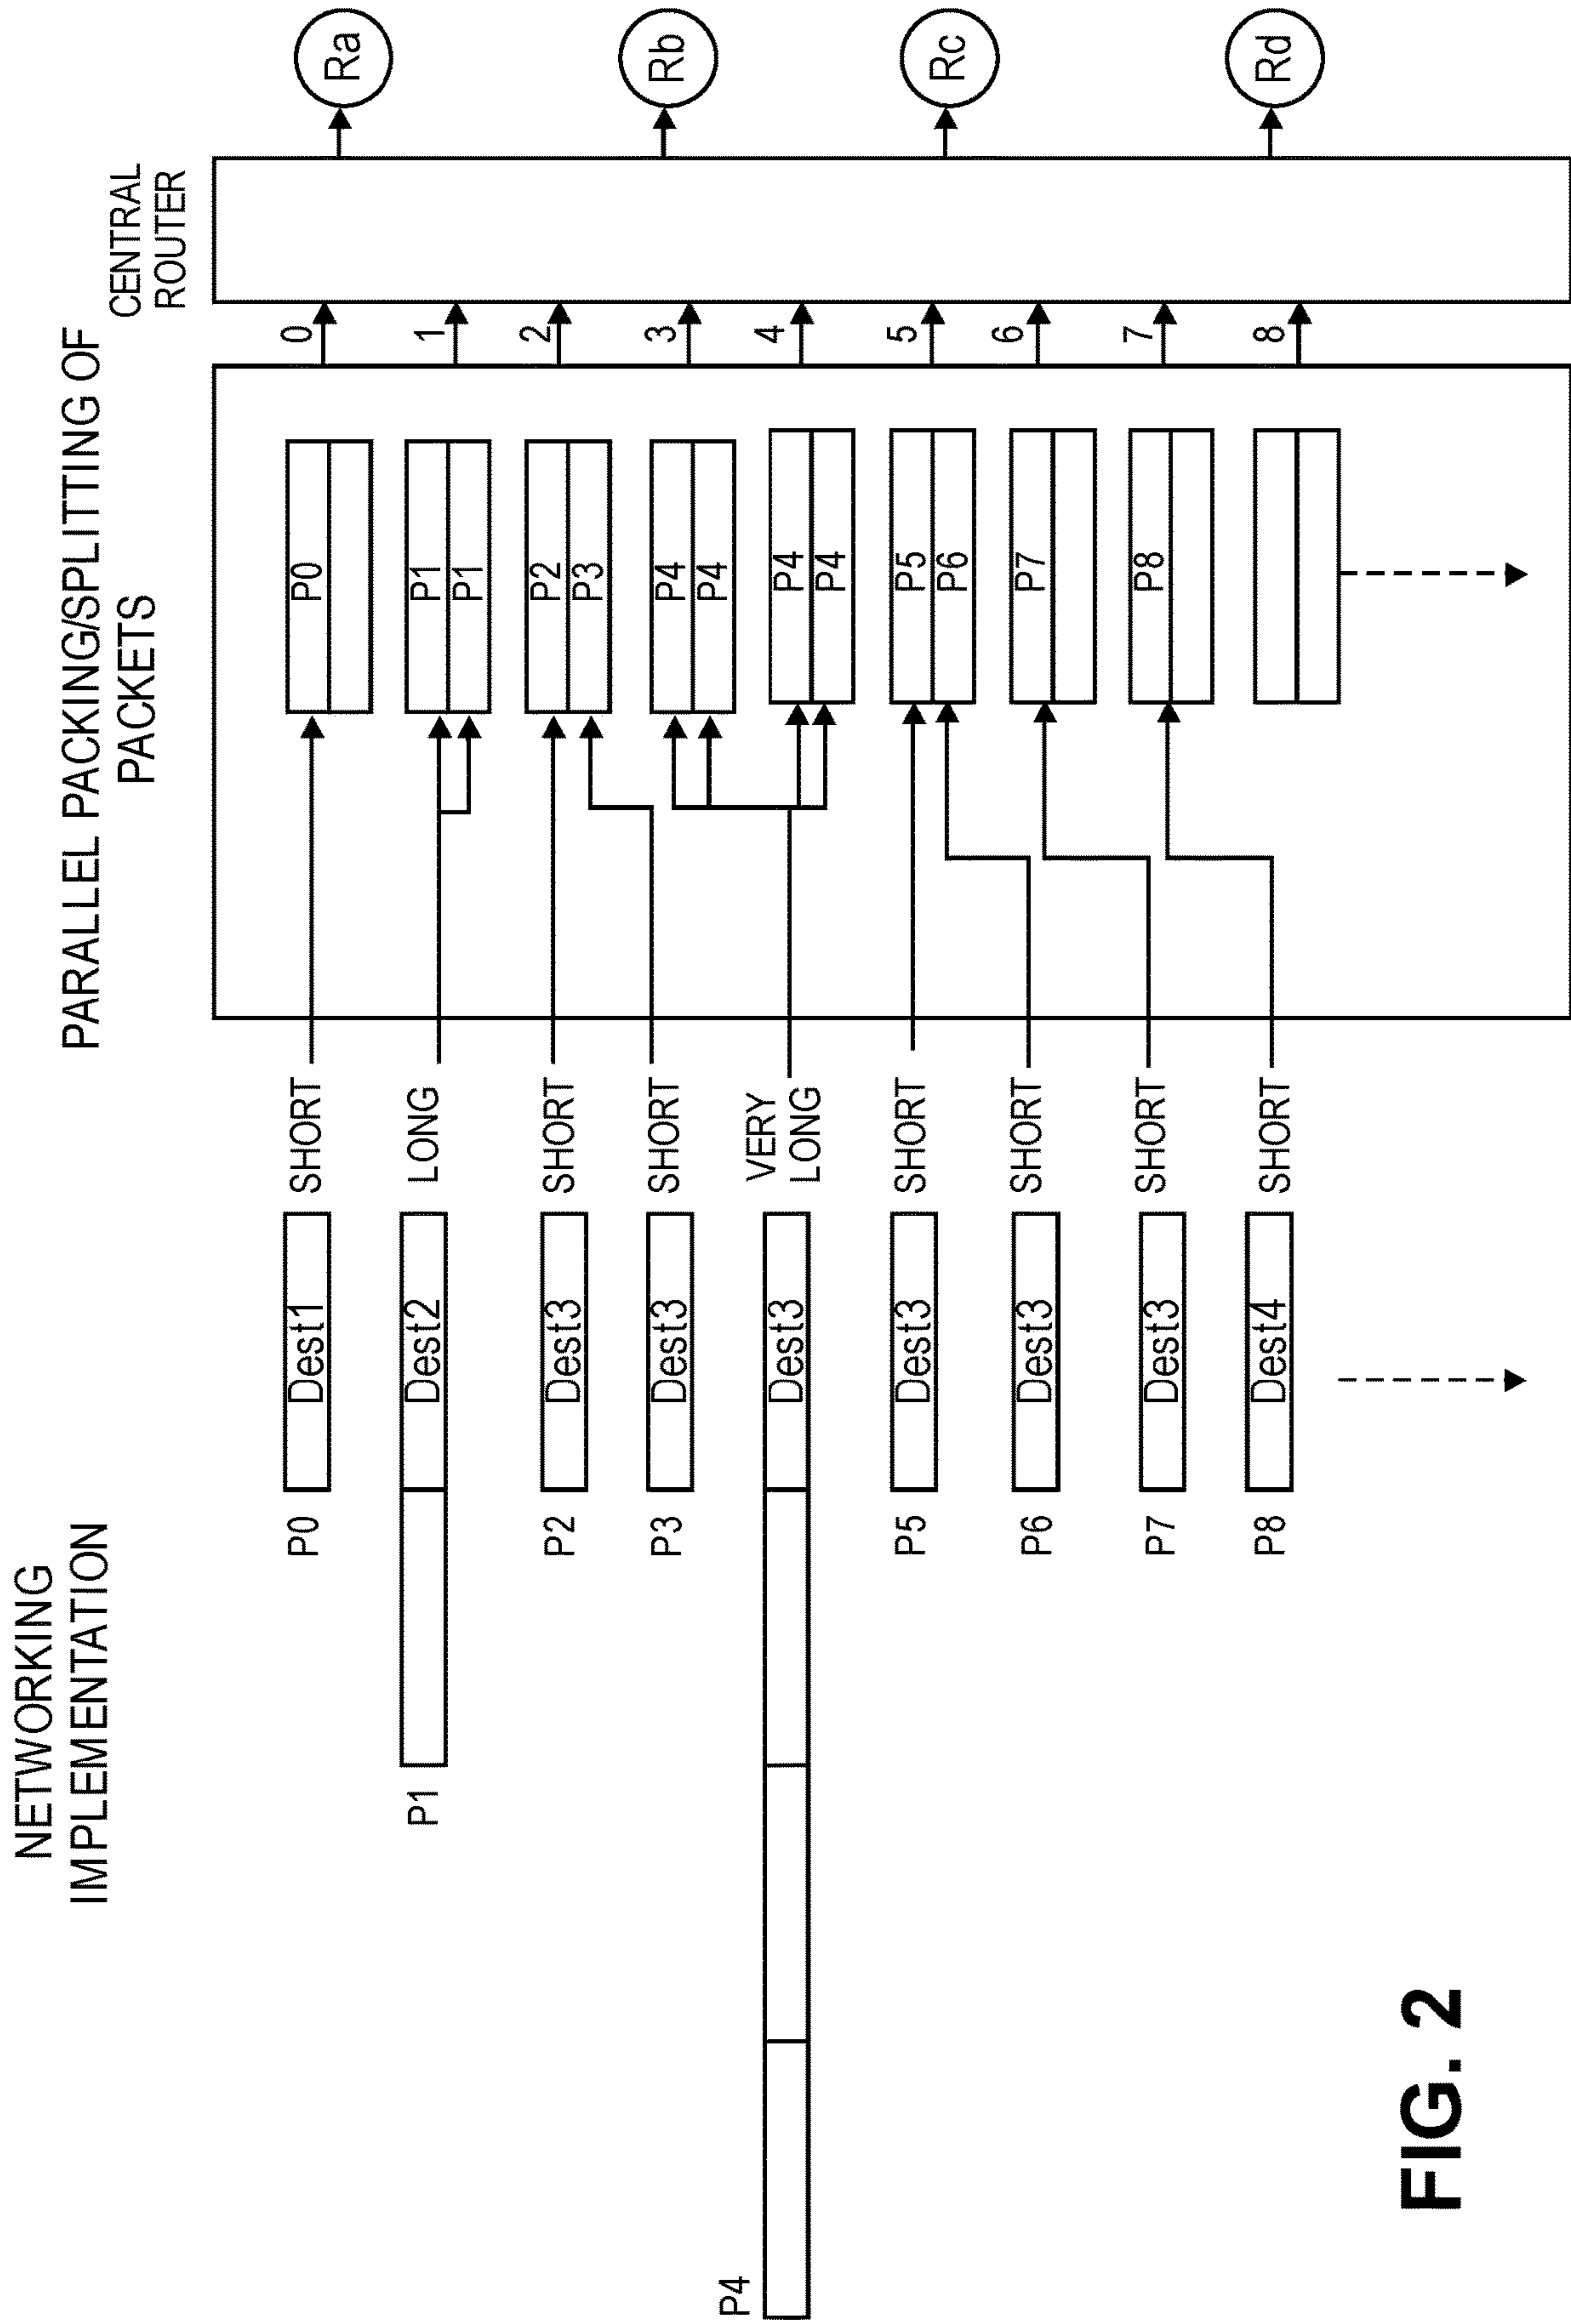 NETWORKING
IMPLEMENTATION
PARALLEL PACKING/SPLITTING OF
PACKETS
CENTRAL
ROUTER
P0
Dest1
SHORT
P0
0
Ra
P1
Dest2
LONG
P1
P1
1
P2
Dest3
SHORT
P2
P3
2
P3
Dest3
SHORT
P4
P4
3
Rb
P4
Dest3
VERY
LONG
P4
P4
4
P5
Dest3
SHORT
P5
P6
5
Rc
P6
Dest3
SHORT
P7
6
P7
Dest3
SHORT
P8
7
P8
Dest4
SHORT
8
Rd
FIG. 2